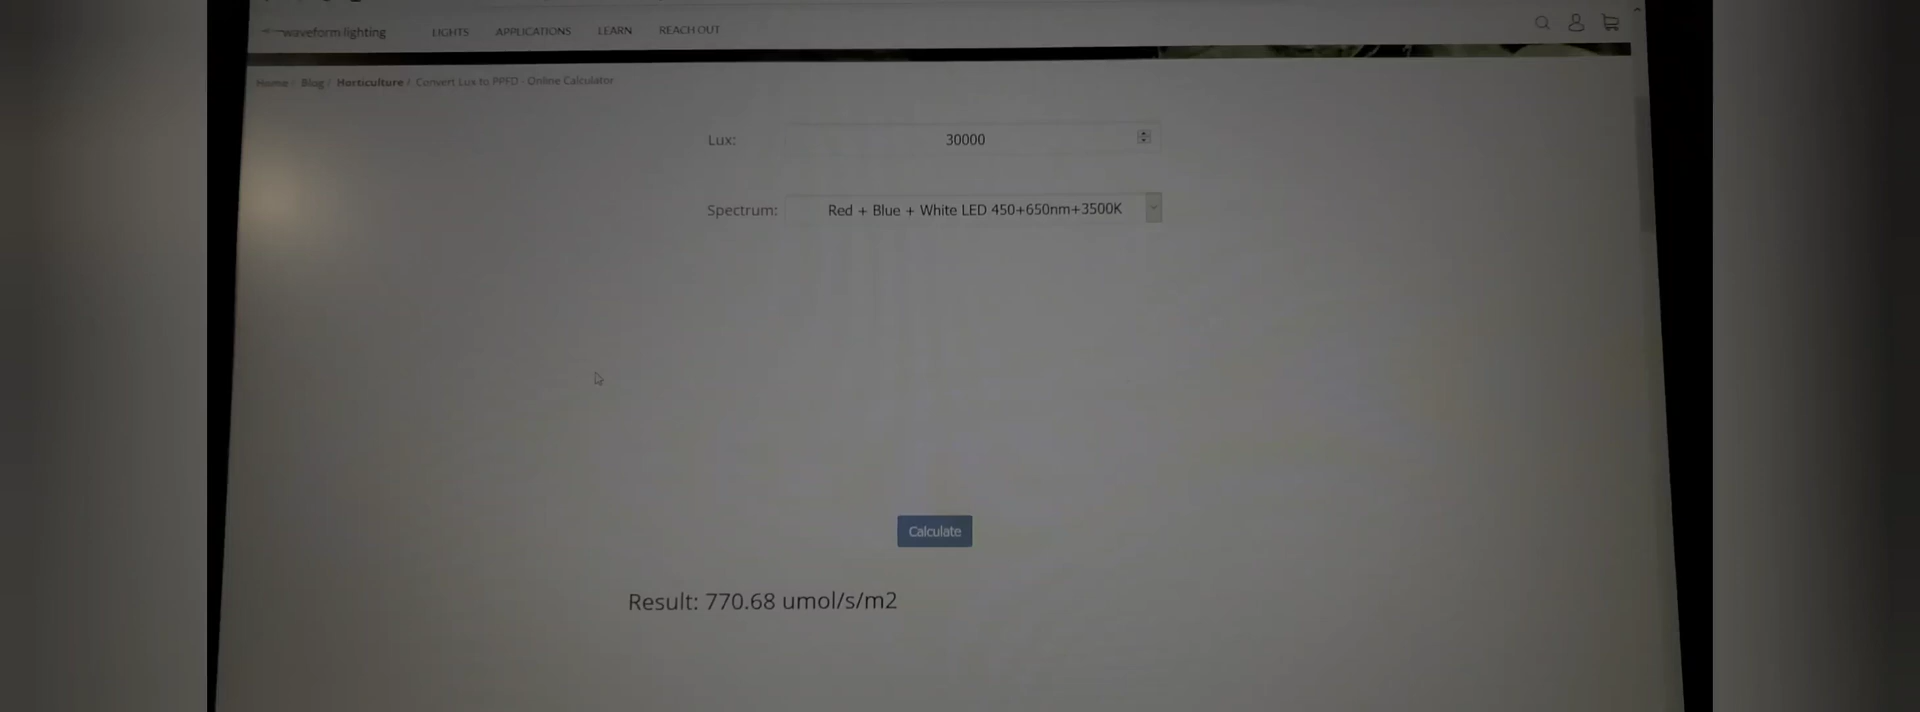 waveform lighting LIGHTS APPLICATIONS LEARN REACH OUT
Home / Blog / Horticulture / Convert Lux to PPFD - Online Calculator
Lux: 30000
Spectrum: Red + Blue + White LED 450+650nm+3500K
Calculate
Result: 770.68 umol/s/m2